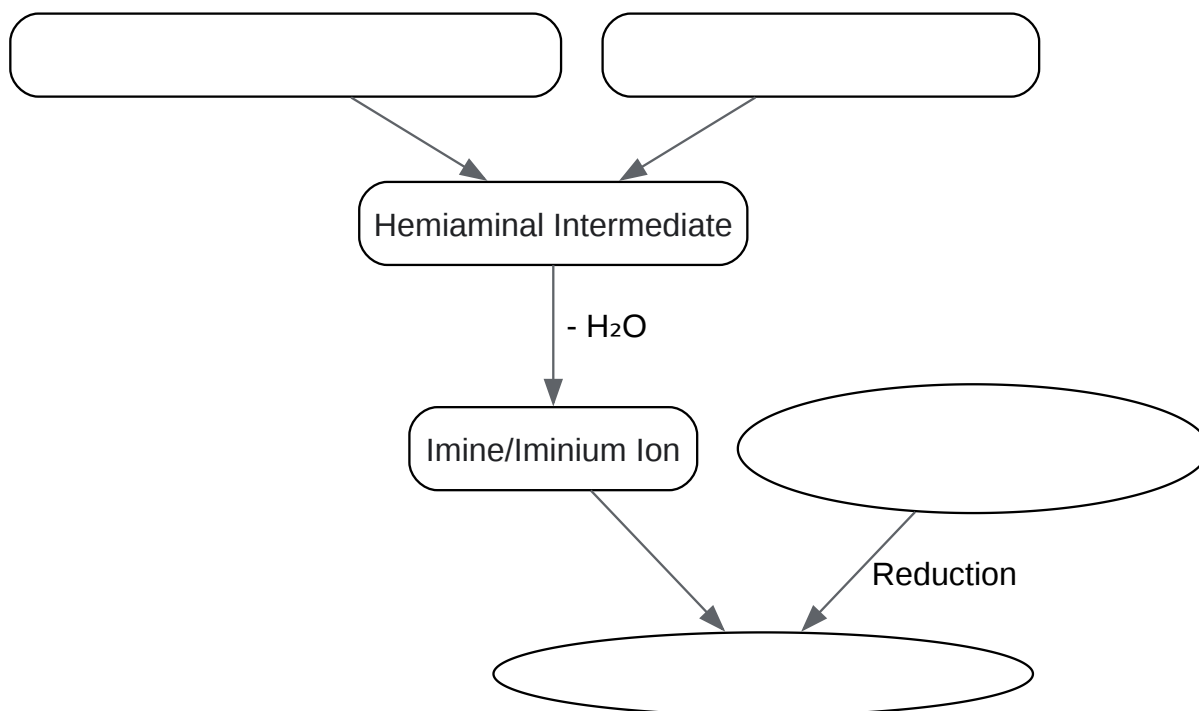 Hemiaminal Intermediate
- H₂O
Imine/Iminium Ion
Reduction